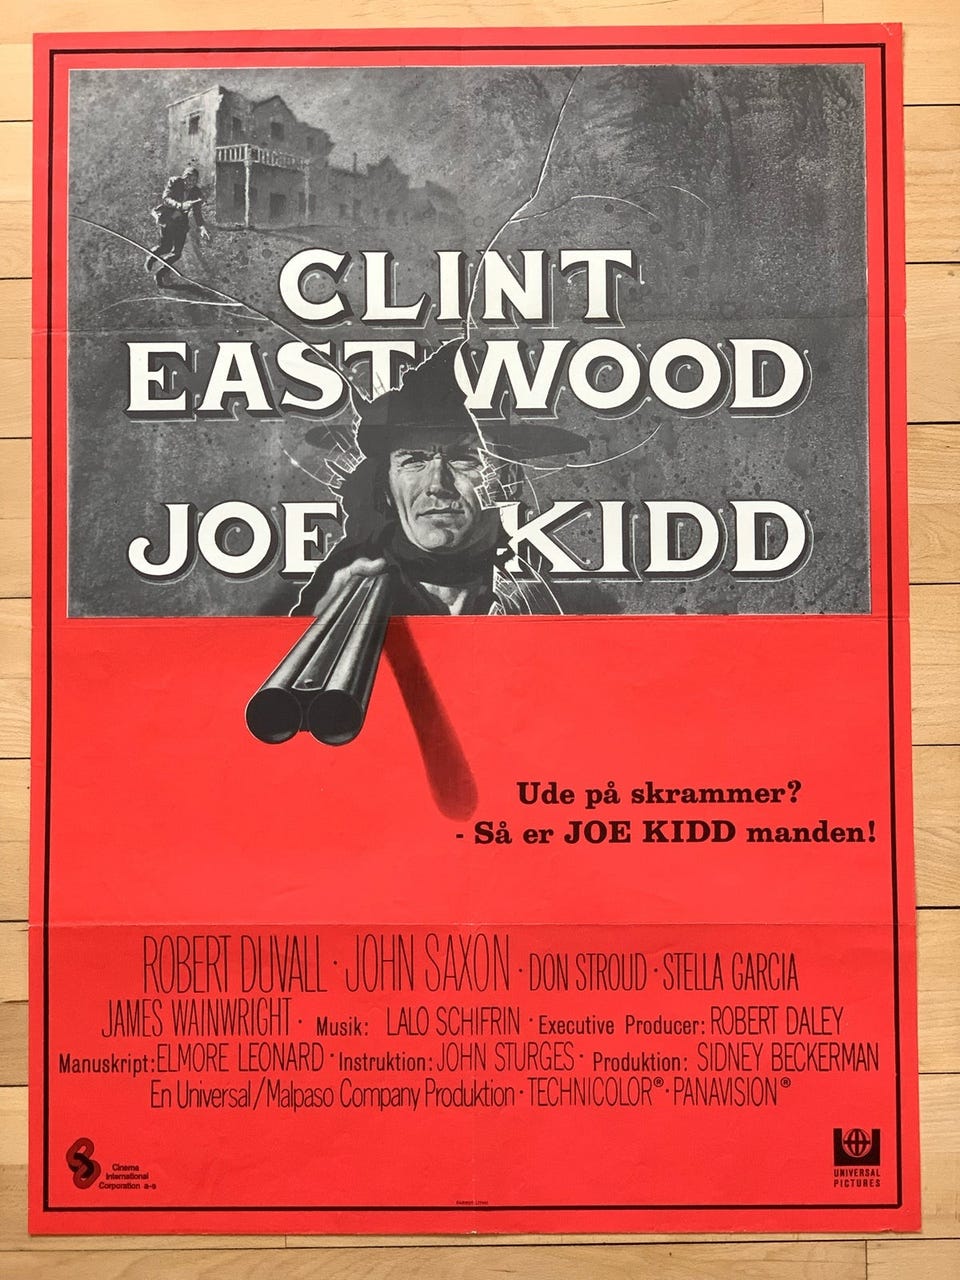 CLINT
EASTWOOD
JOE KIDD
Ude på skrammer?
- Så er JOE KIDD manden!
ROBERT DUVALL · JOHN SAXON · DON STROUD · STELLA GARCIA
JAMES WAINWRIGHT · Musik: LALO SCHIFRIN · Executive Producer: ROBERT DALEY
Manuskript: ELMORE LEONARD · Instruktion: JOHN STURGES · Produktion: SIDNEY BECKERMAN
En Universal/Malpaso Company Produktion · TECHNICOLOR® · PANAVISION®
Cinema
International
Corporation a-s
UNIVERSAL
PICTURES